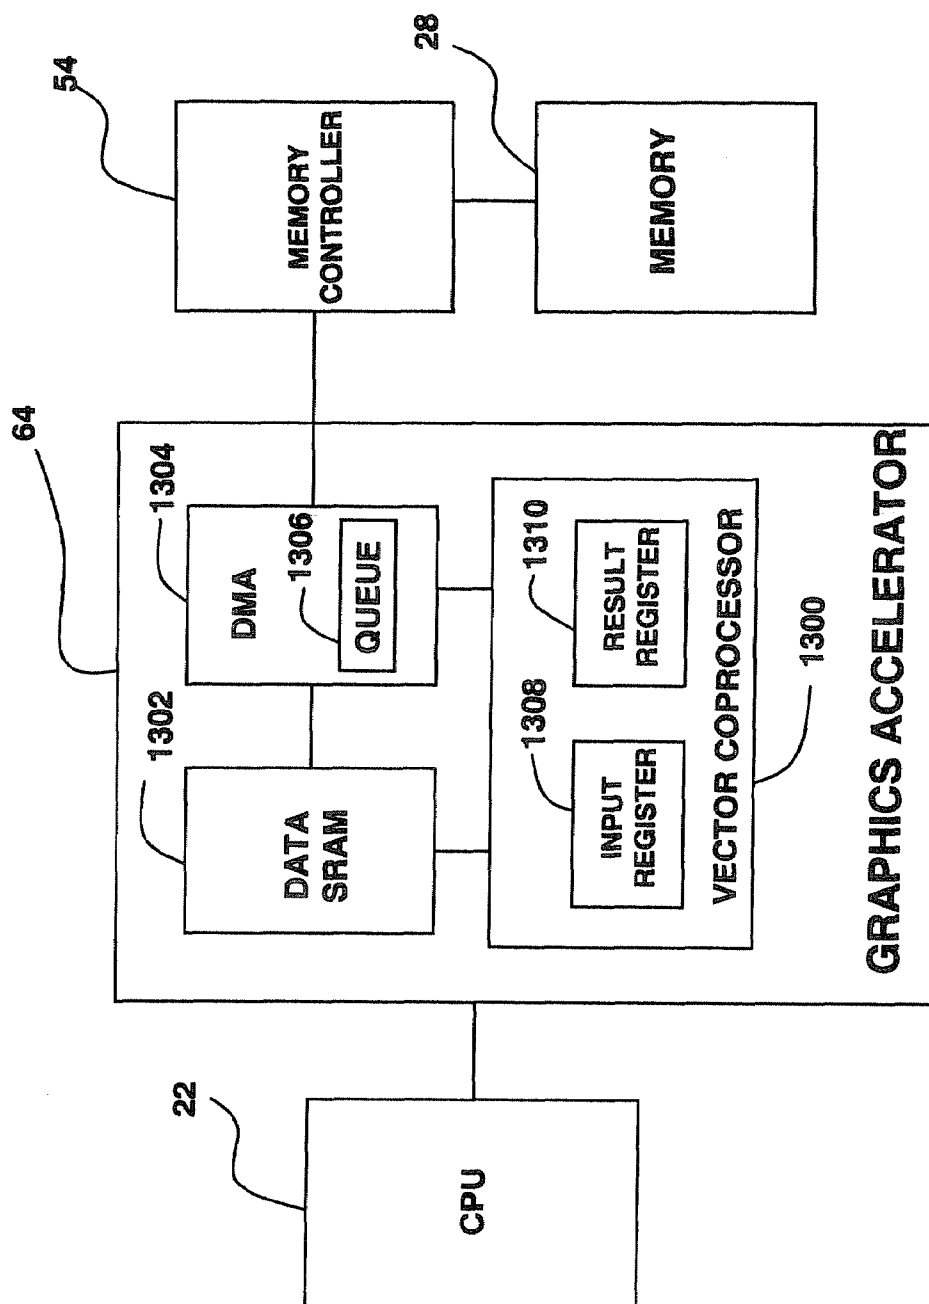 54
MEMORY
CONTROLLER
28
MEMORY
64
1304
DMA
1306
QUEUE
1302
DATA
SRAM
1310
RESULT
REGISTER
1308
INPUT
REGISTER
VECTOR COPROCESSOR
1300
GRAPHICS ACCELERATOR
22
CPU